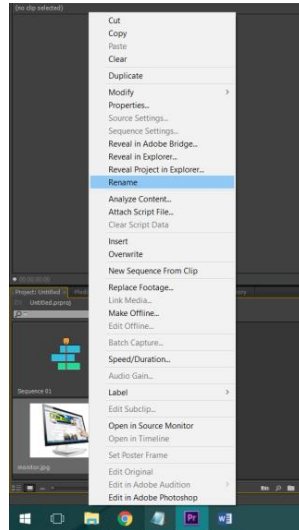 (no clip selected)
Cut
Copy
Paste
Clear
Duplicate
Modify
Properties...
Source Settings...
Sequence Settings...
Reveal in Adobe Bridge...
Reveal in Explorer...
Reveal Project in Explorer...
Rename
Analyze Content...
Attach Script File...
Clear Script Data
Insert
Overwrite
New Sequence From Clip
Replace Footage...
Link Media...
Make Offline...
Edit Offline...
Batch Capture...
Speed/Duration...
Audio Gain...
Label
Edit Subclip...
Open in Source Monitor
Open in Timeline
Set Poster Frame
Edit Original
Edit in Adobe Audition
Edit in Adobe Photoshop
Project: Untitled
Untitled.prproj
Sequence 01
Monitor.jpg
Pr